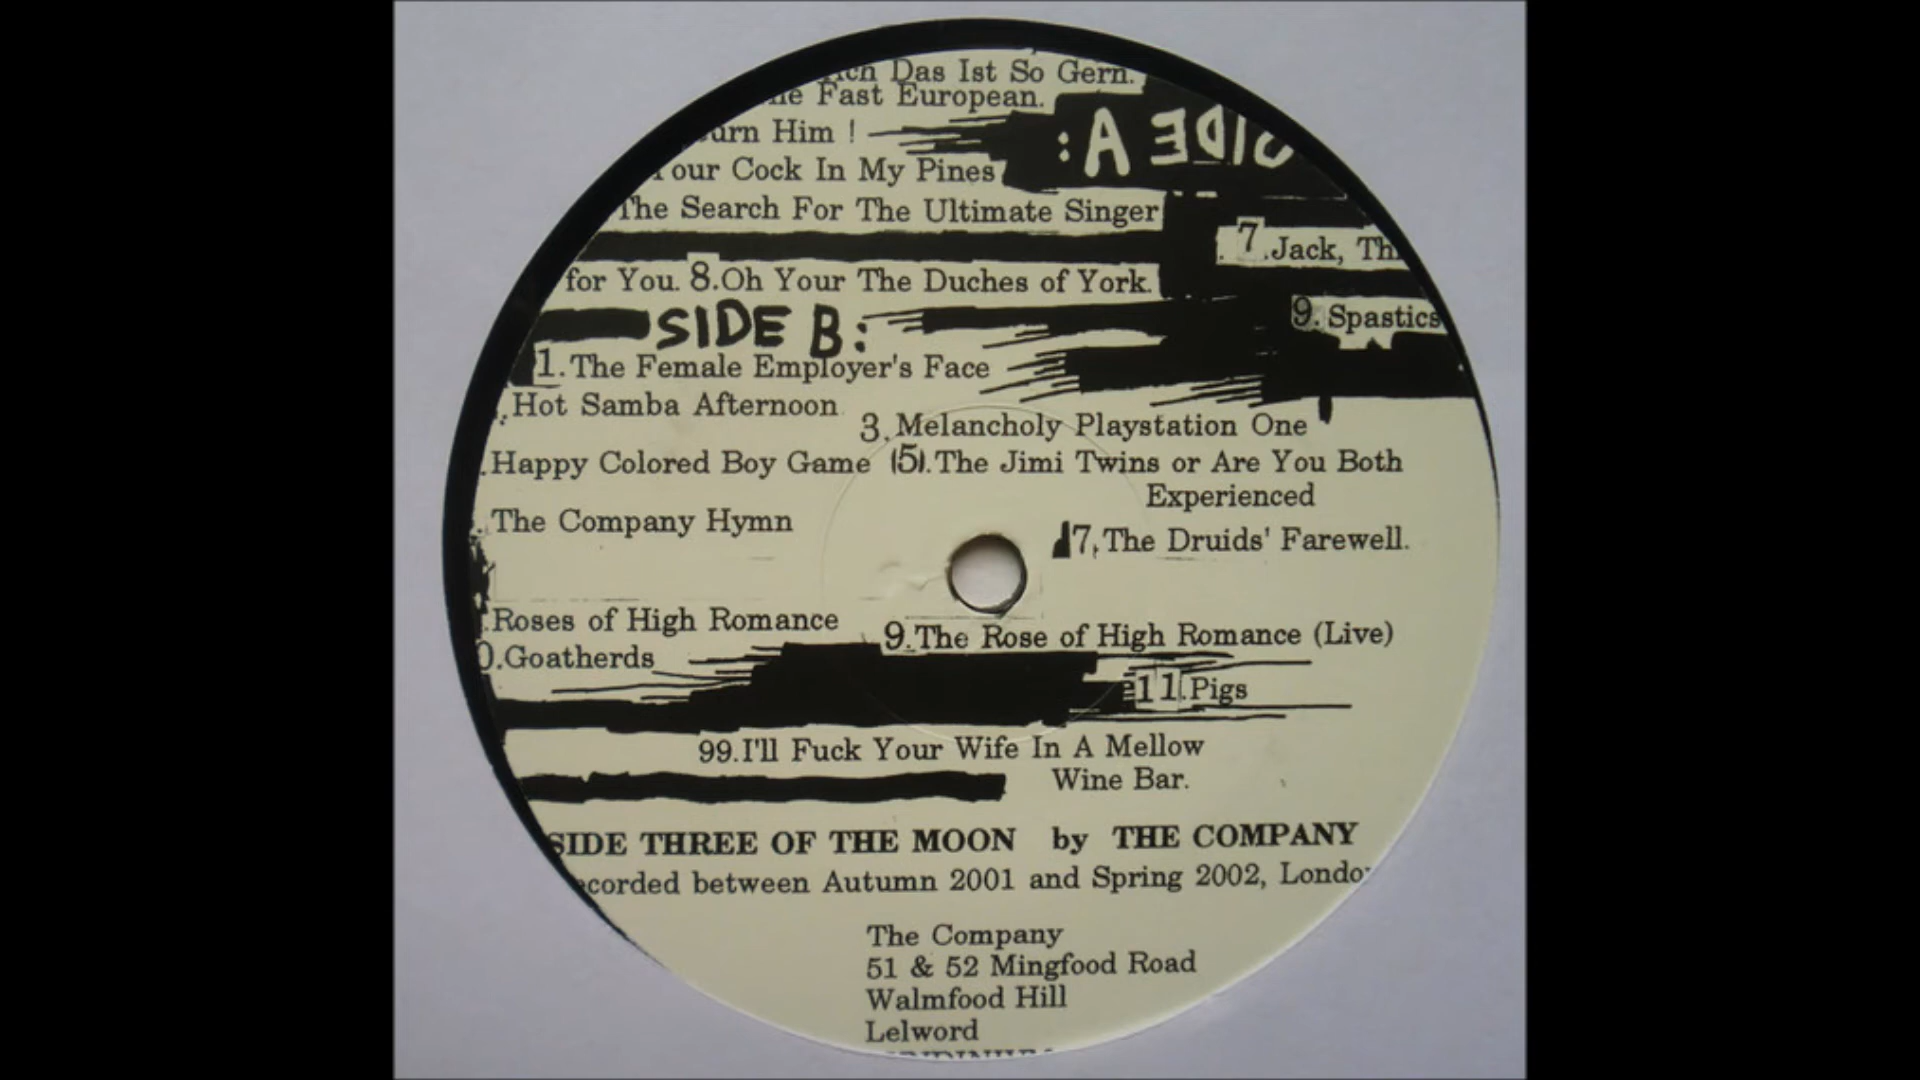 Das Ist So Gern.
Fast European.
SIDE A:
Him !
Cock In My Pines
The Search For The Ultimate Singer
7.Jack,
for You. 8.Oh Your The Duches of York.
9. Spastics
SIDE B:
1.The Female Employer's Face
Hot Samba Afternoon
3.Melancholy Playstation One
.Happy Colored Boy Game (5).The Jimi Twins or Are You Both
Experienced
.The Company Hymn
7.The Druids' Farewell.
.Roses of High Romance
9.The Rose of High Romance (Live)
0.Goatherds
11.Pigs
99.I'll Fuck Your Wife In A Mellow
Wine Bar.
SIDE THREE OF THE MOON by THE COMPANY
between Autumn 2001 and Spring 2002,
The Company
51 & 52 Mingfood Road
Walmfood Hill
Lelword